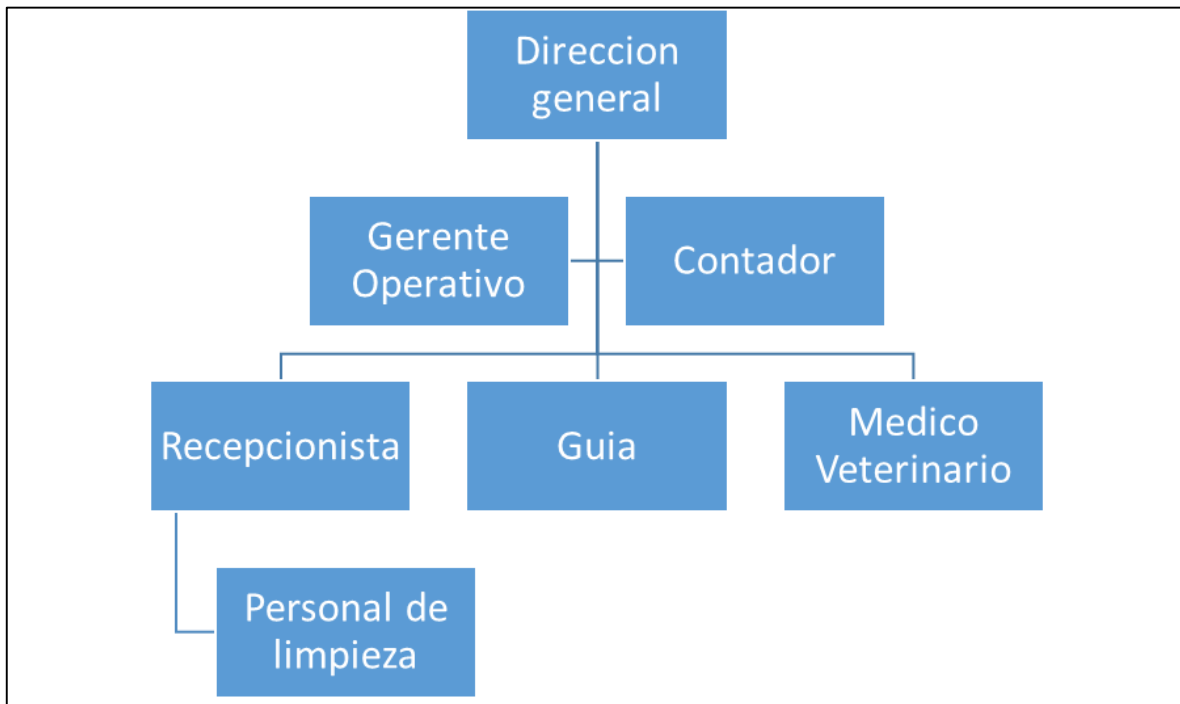 Direccion
general
Gerente
Operativo
Contador
Recepcionista
Guia
Medico
Veterinario
Personal de
limpieza